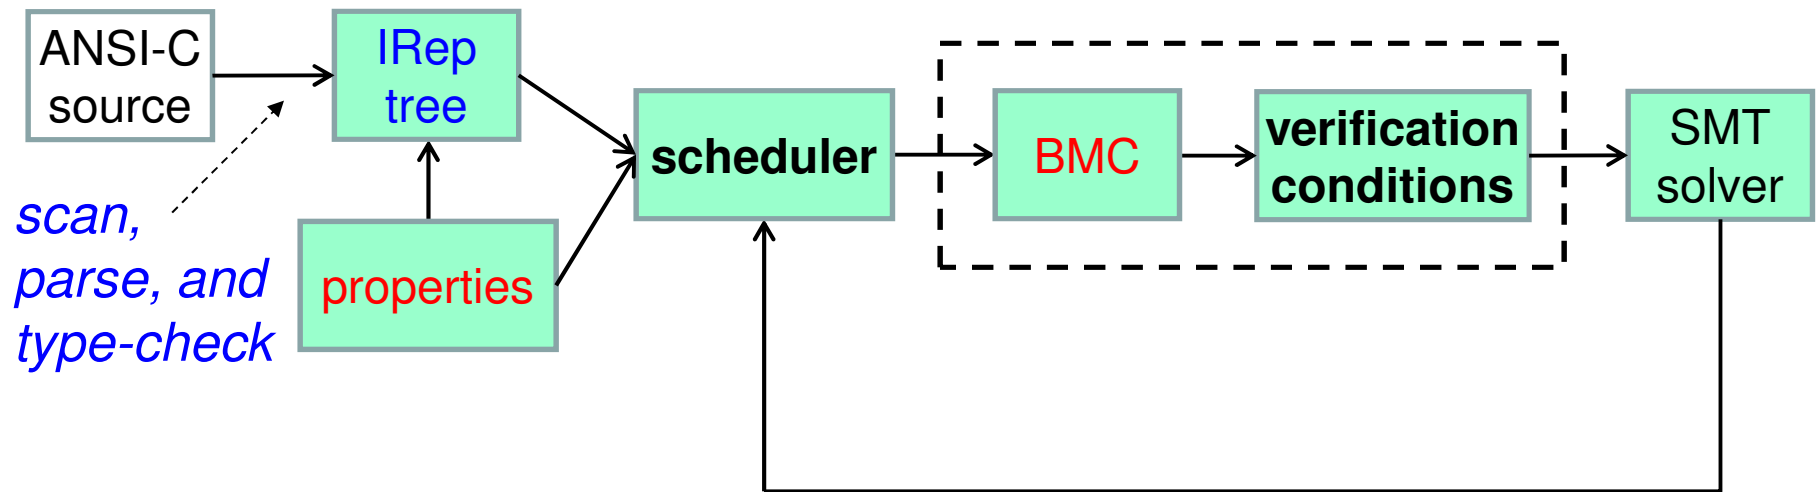 ANSI-C
source
IRep
tree
scheduler
BMC
verification
conditions
SMT
solver
properties
scan,
parse, and
type-check